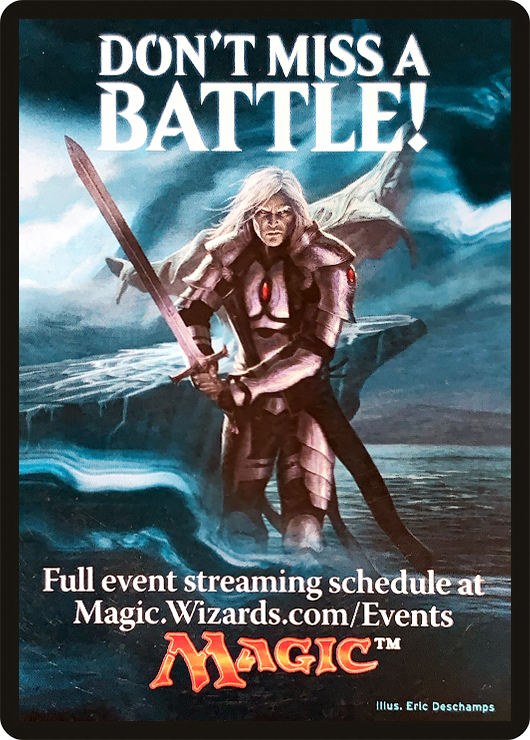 DON'T MISS A
BATTLE!
Full event streaming schedule at
Magic.Wizards.com/Events
MAGIC™
Illus. Eric Deschamps